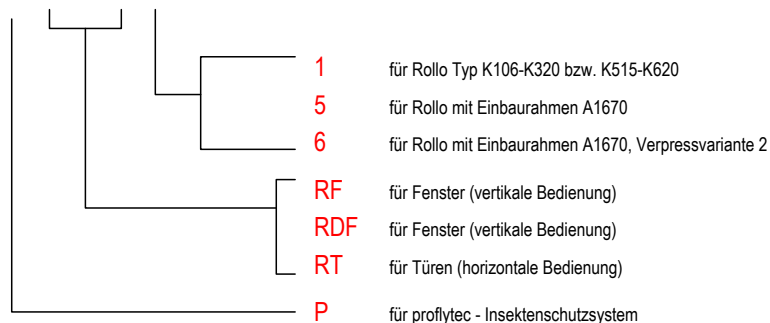 1 für Rollo Typ K106-K320 bzw. K515-K620
5 für Rollo mit Einbaurahmen A1670
6 für Rollo mit Einbaurahmen A1670, Verpressvariante 2
RF für Fenster (vertikale Bedienung)
RDF für Fenster (vertikale Bedienung)
RT für Türen (horizontale Bedienung)
P für proflytec - Insektenschutzsystem